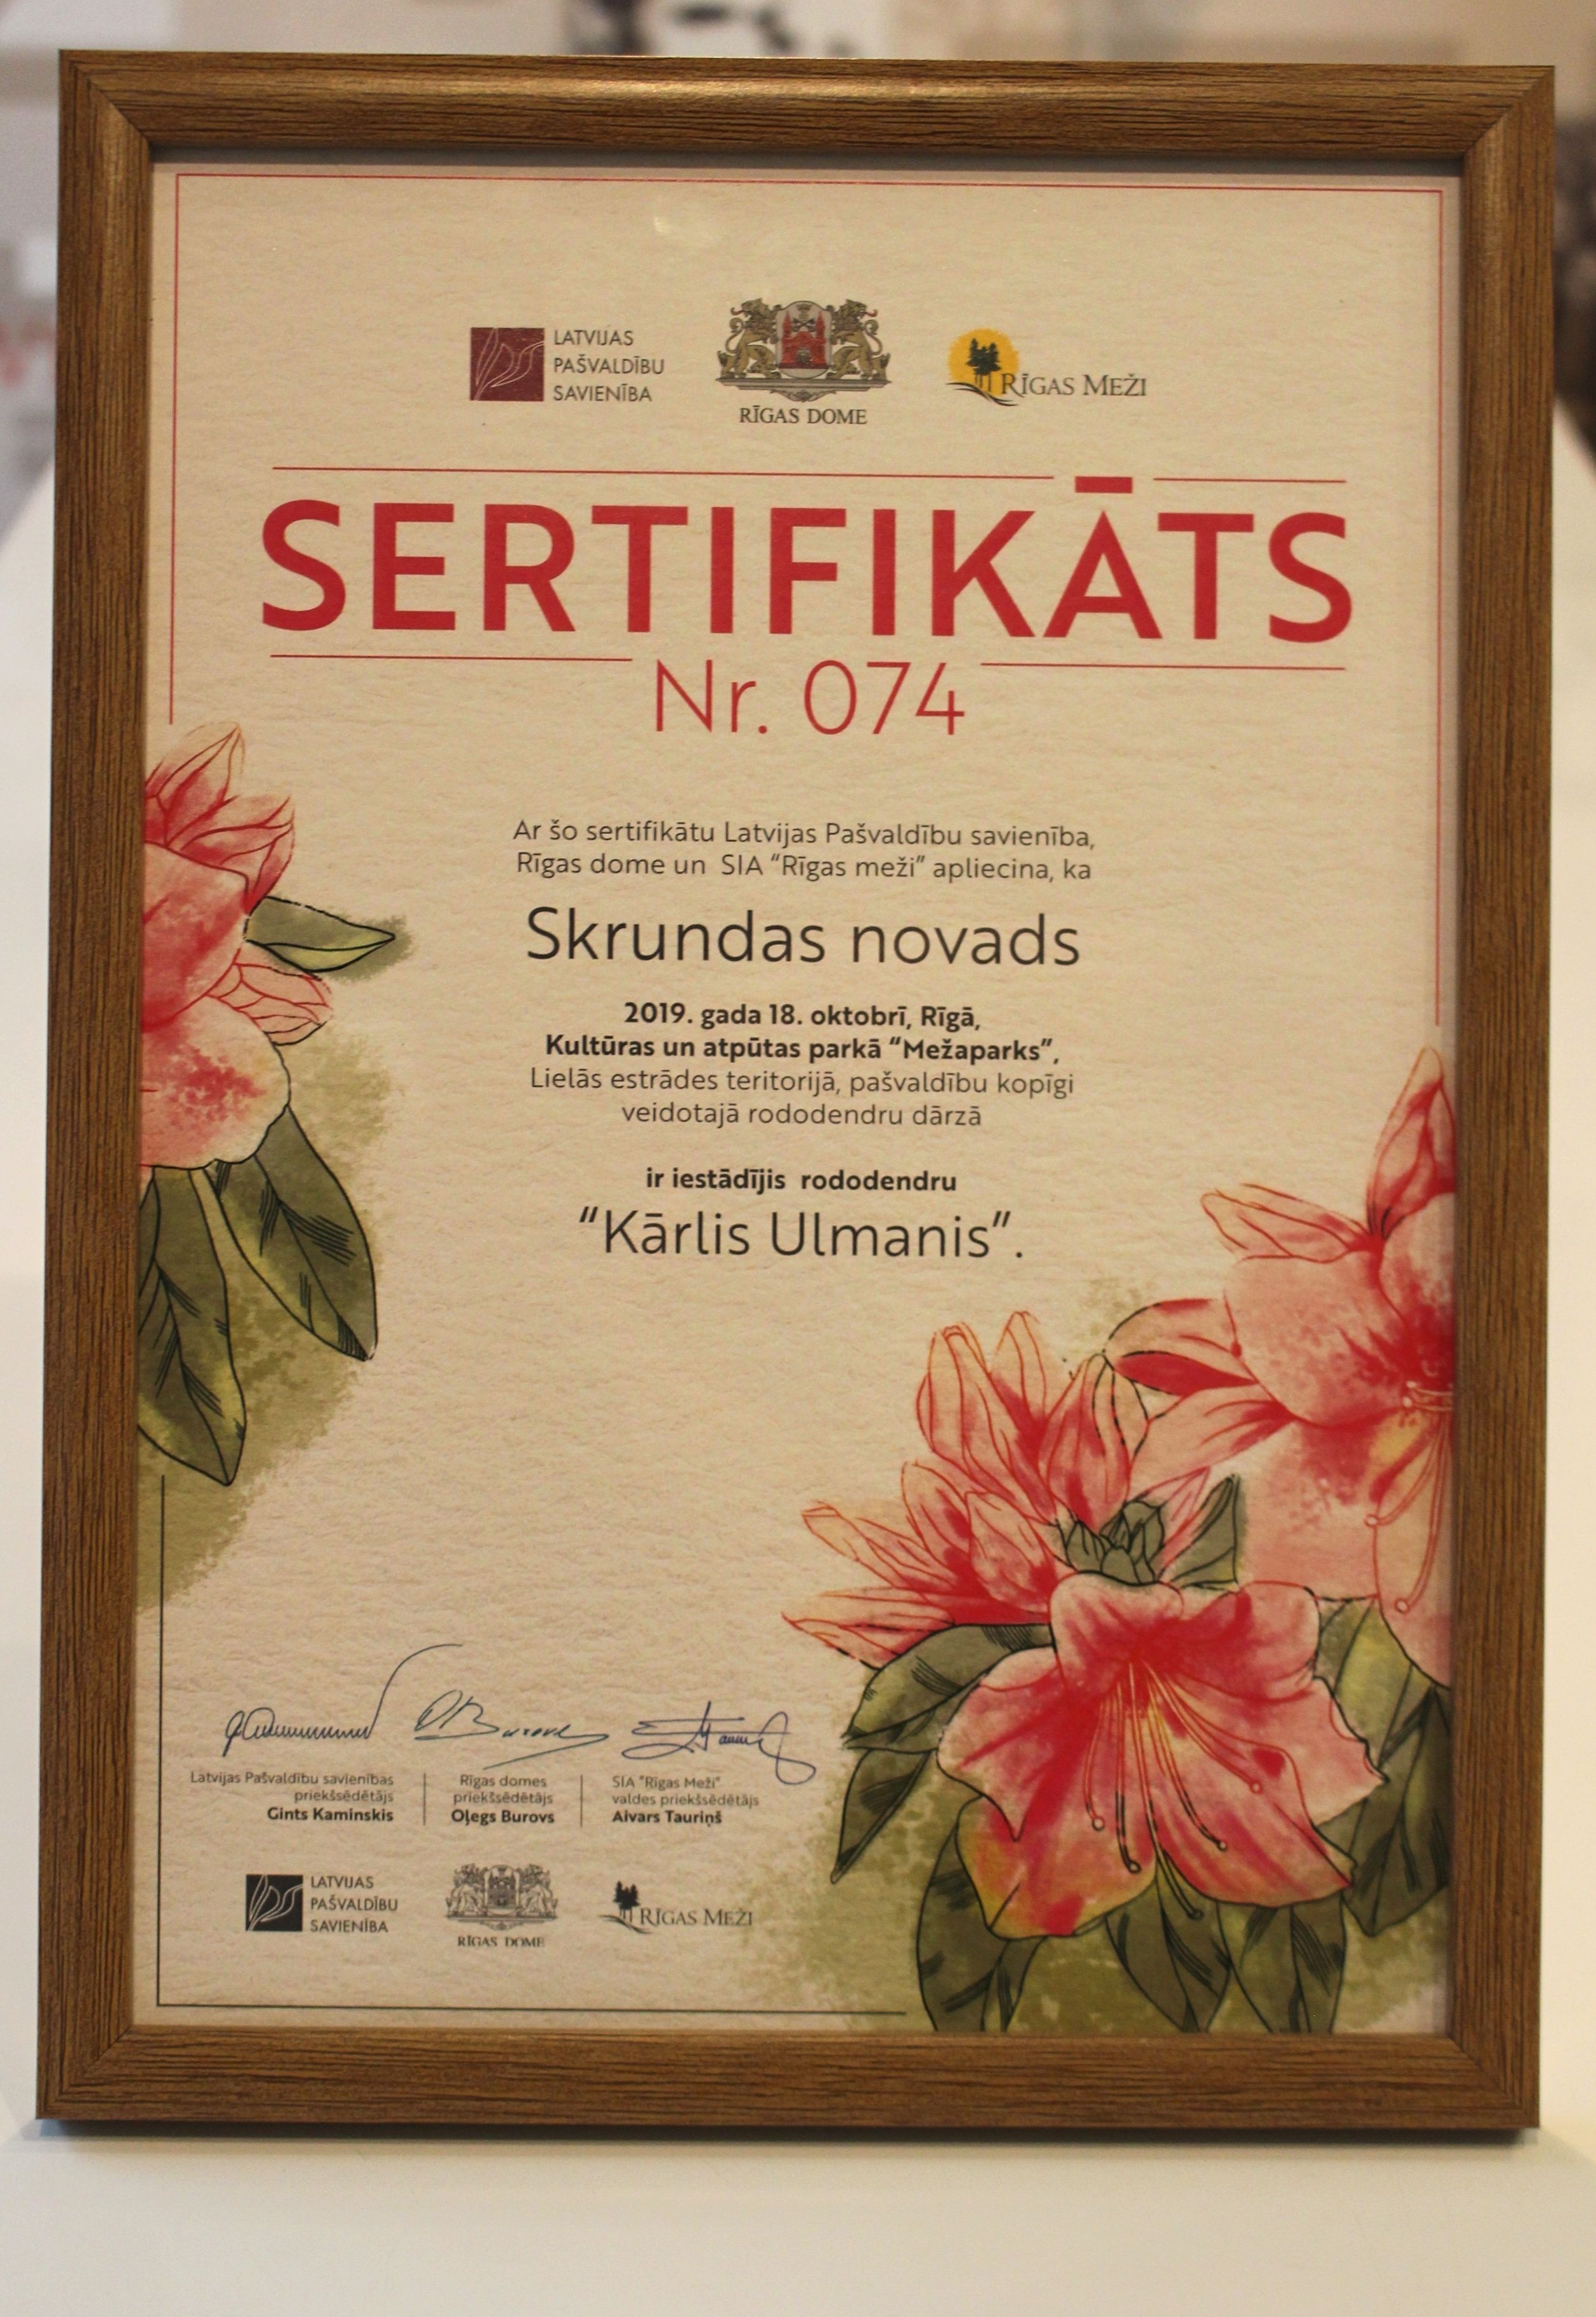 LATVIJAS
PAŠVALDĪBU
SAVIENĪBA
RĪGAS DOME
RĪGAS MEŽI
SERTIFIKĀTS
Nr. 074
Ar šo sertifikātu Latvijas Pašvaldību savienība,
Rīgas dome un SIA "Rīgas meži" apliecina, ka
Skrundas novads
2019. gada 18. oktobrī, Rīgā,
Kultūras un atpūtas parkā "Mežaparks",
Lielās estrādes teritorijā, pašvaldību kopīgi
veidotajā rododendru dārzā
ir iestādījis rododendru
"Kārlis Ulmanis".
Latvijas Pašvaldību savienības
priekšsēdētājs
Gints Kaminskis
Rīgas domes
priekšsēdētājs
Oļegs Burovs
SIA "Rīgas Meži"
valdes priekšsēdētājs
Aivars Tauriņš
LATVIJAS
PAŠVALDĪBU
SAVIENĪBA
RĪGAS DOME
RĪGAS MEŽI